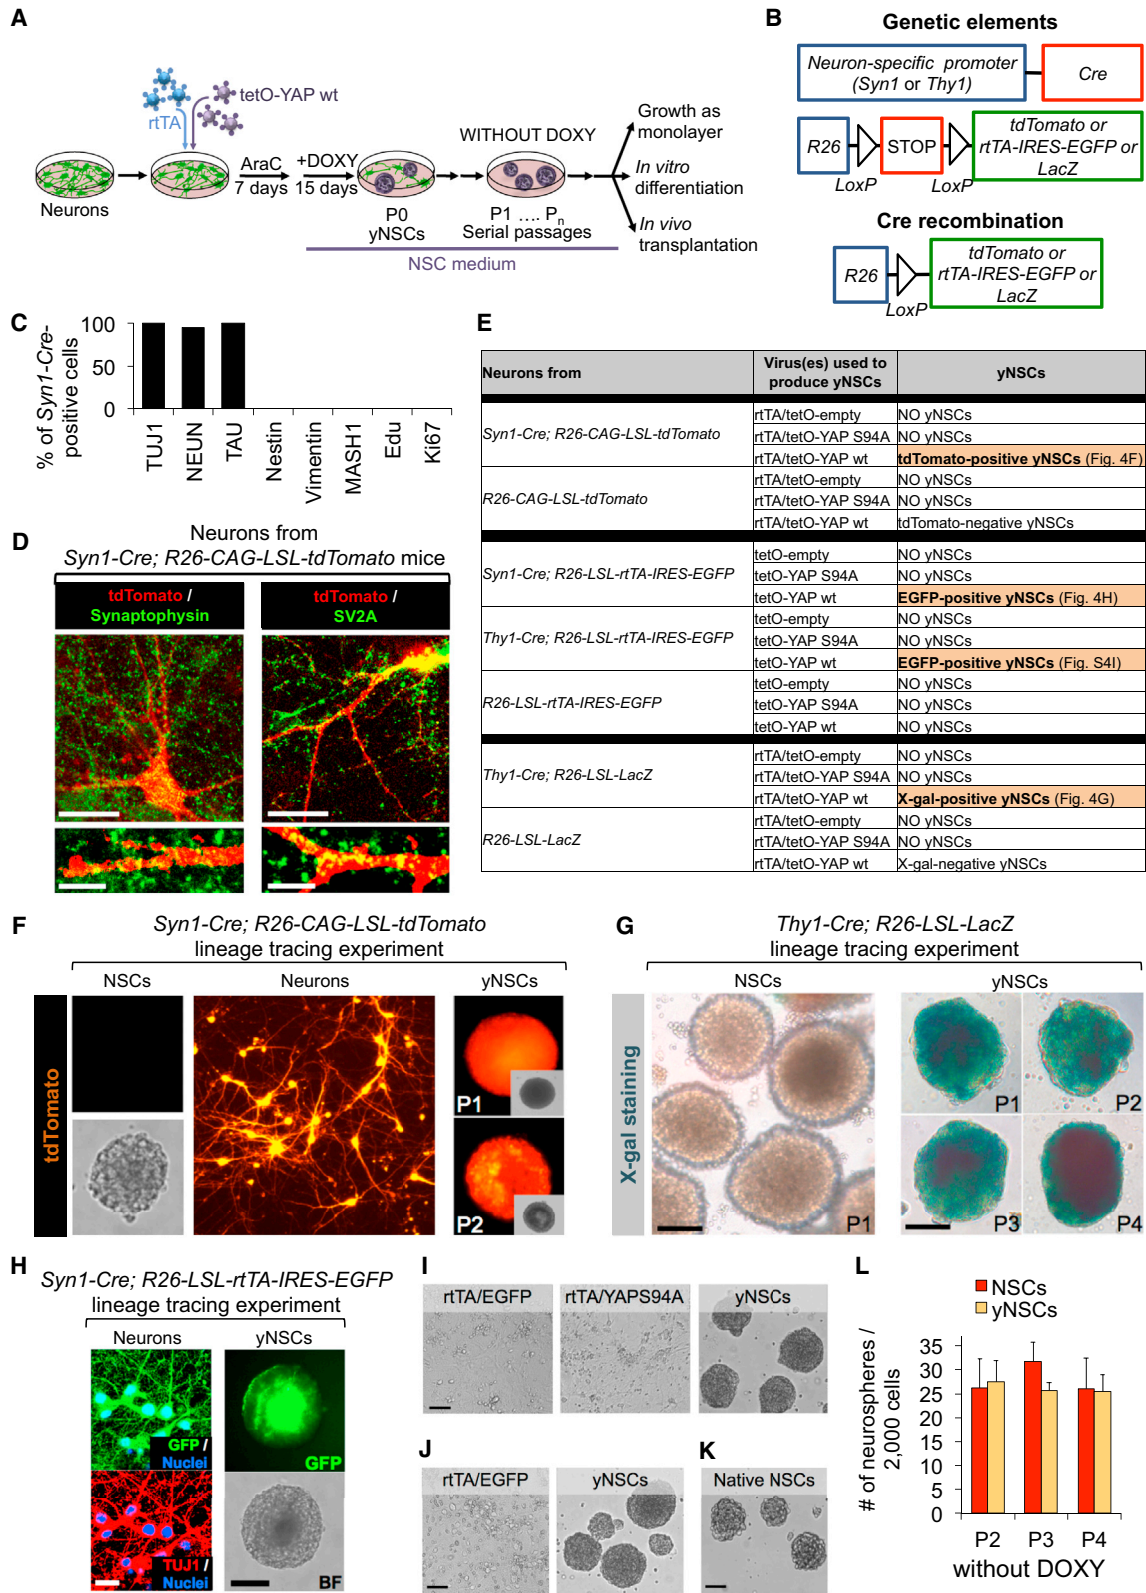 A
rtTA
tetO-YAP wt
Neurons
AraC
7 days
+DOXY
15 days
P0
yNSCs
WITHOUT DOXY
P1 .... Pn
Serial passages
NSC medium
Growth as
monolayer
In vitro
differentiation
In vivo
transplantation
B
Genetic elements
Neuron-specific promoter
(Syn1 or Thy1)
Cre
R26
LoxP
STOP
LoxP
tdTomato or
rtTA-IRES-EGFP or
LacZ
Cre recombination
R26
LoxP
tdTomato or
rtTA-IRES-EGFP or
LacZ
C
% of Syn1-Cre-
positive cells
100
50
0
TUJ1
NEUN
TAU
Nestin
Vimentin
MASH1
Edu
Ki67
D
Neurons from
Syn1-Cre; R26-CAG-LSL-tdTomato mice
tdTomato /
Synaptophysin
tdTomato /
SV2A
E
Neurons from
Virus(es) used to
produce yNSCs
yNSCs
Syn1-Cre; R26-CAG-LSL-tdTomato
rtTA/tetO-empty NO yNSCs
rtTA/tetO-YAP S94A NO yNSCs
rtTA/tetO-YAP wt tdTomato-positive yNSCs (Fig. 4F)
R26-CAG-LSL-tdTomato
rtTA/tetO-empty NO yNSCs
rtTA/tetO-YAP S94A NO yNSCs
rtTA/tetO-YAP wt tdTomato-negative yNSCs
Syn1-Cre; R26-LSL-rtTA-IRES-EGFP
tetO-empty NO yNSCs
tetO-YAP S94A NO yNSCs
tetO-YAP wt EGFP-positive yNSCs (Fig. 4H)
Thy1-Cre; R26-LSL-rtTA-IRES-EGFP
tetO-empty NO yNSCs
tetO-YAP S94A NO yNSCs
tetO-YAP wt EGFP-positive yNSCs (Fig. S4I)
R26-LSL-rtTA-IRES-EGFP
tetO-empty NO yNSCs
tetO-YAP S94A NO yNSCs
tetO-YAP wt NO yNSCs
Thy1-Cre; R26-LSL-LacZ
rtTA/tetO-empty NO yNSCs
rtTA/tetO-YAP S94A NO yNSCs
rtTA/tetO-YAP wt X-gal-positive yNSCs (Fig. 4G)
R26-LSL-LacZ
rtTA/tetO-empty NO yNSCs
rtTA/tetO-YAP S94A NO yNSCs
rtTA/tetO-YAP wt X-gal-negative yNSCs
F
Syn1-Cre; R26-CAG-LSL-tdTomato
lineage tracing experiment
NSCs
Neurons
yNSCs
tdTomato
P1
P2
G
Thy1-Cre; R26-LSL-LacZ
lineage tracing experiment
NSCs
yNSCs
X-gal staining
P1
P1
P2
P3
P4
H
Syn1-Cre; R26-LSL-rtTA-IRES-EGFP
lineage tracing experiment
Neurons
yNSCs
GFP /
Nuclei
GFP
TUJ1 /
Nuclei
BF
I
rtTA/EGFP
rtTA/YAPS94A
yNSCs
J
rtTA/EGFP
yNSCs
K
Native NSCs
L
NSCs
yNSCs
# of neurospheres /
2,000 cells
35
30
25
20
15
10
5
0
P2
P3
P4
without DOXY